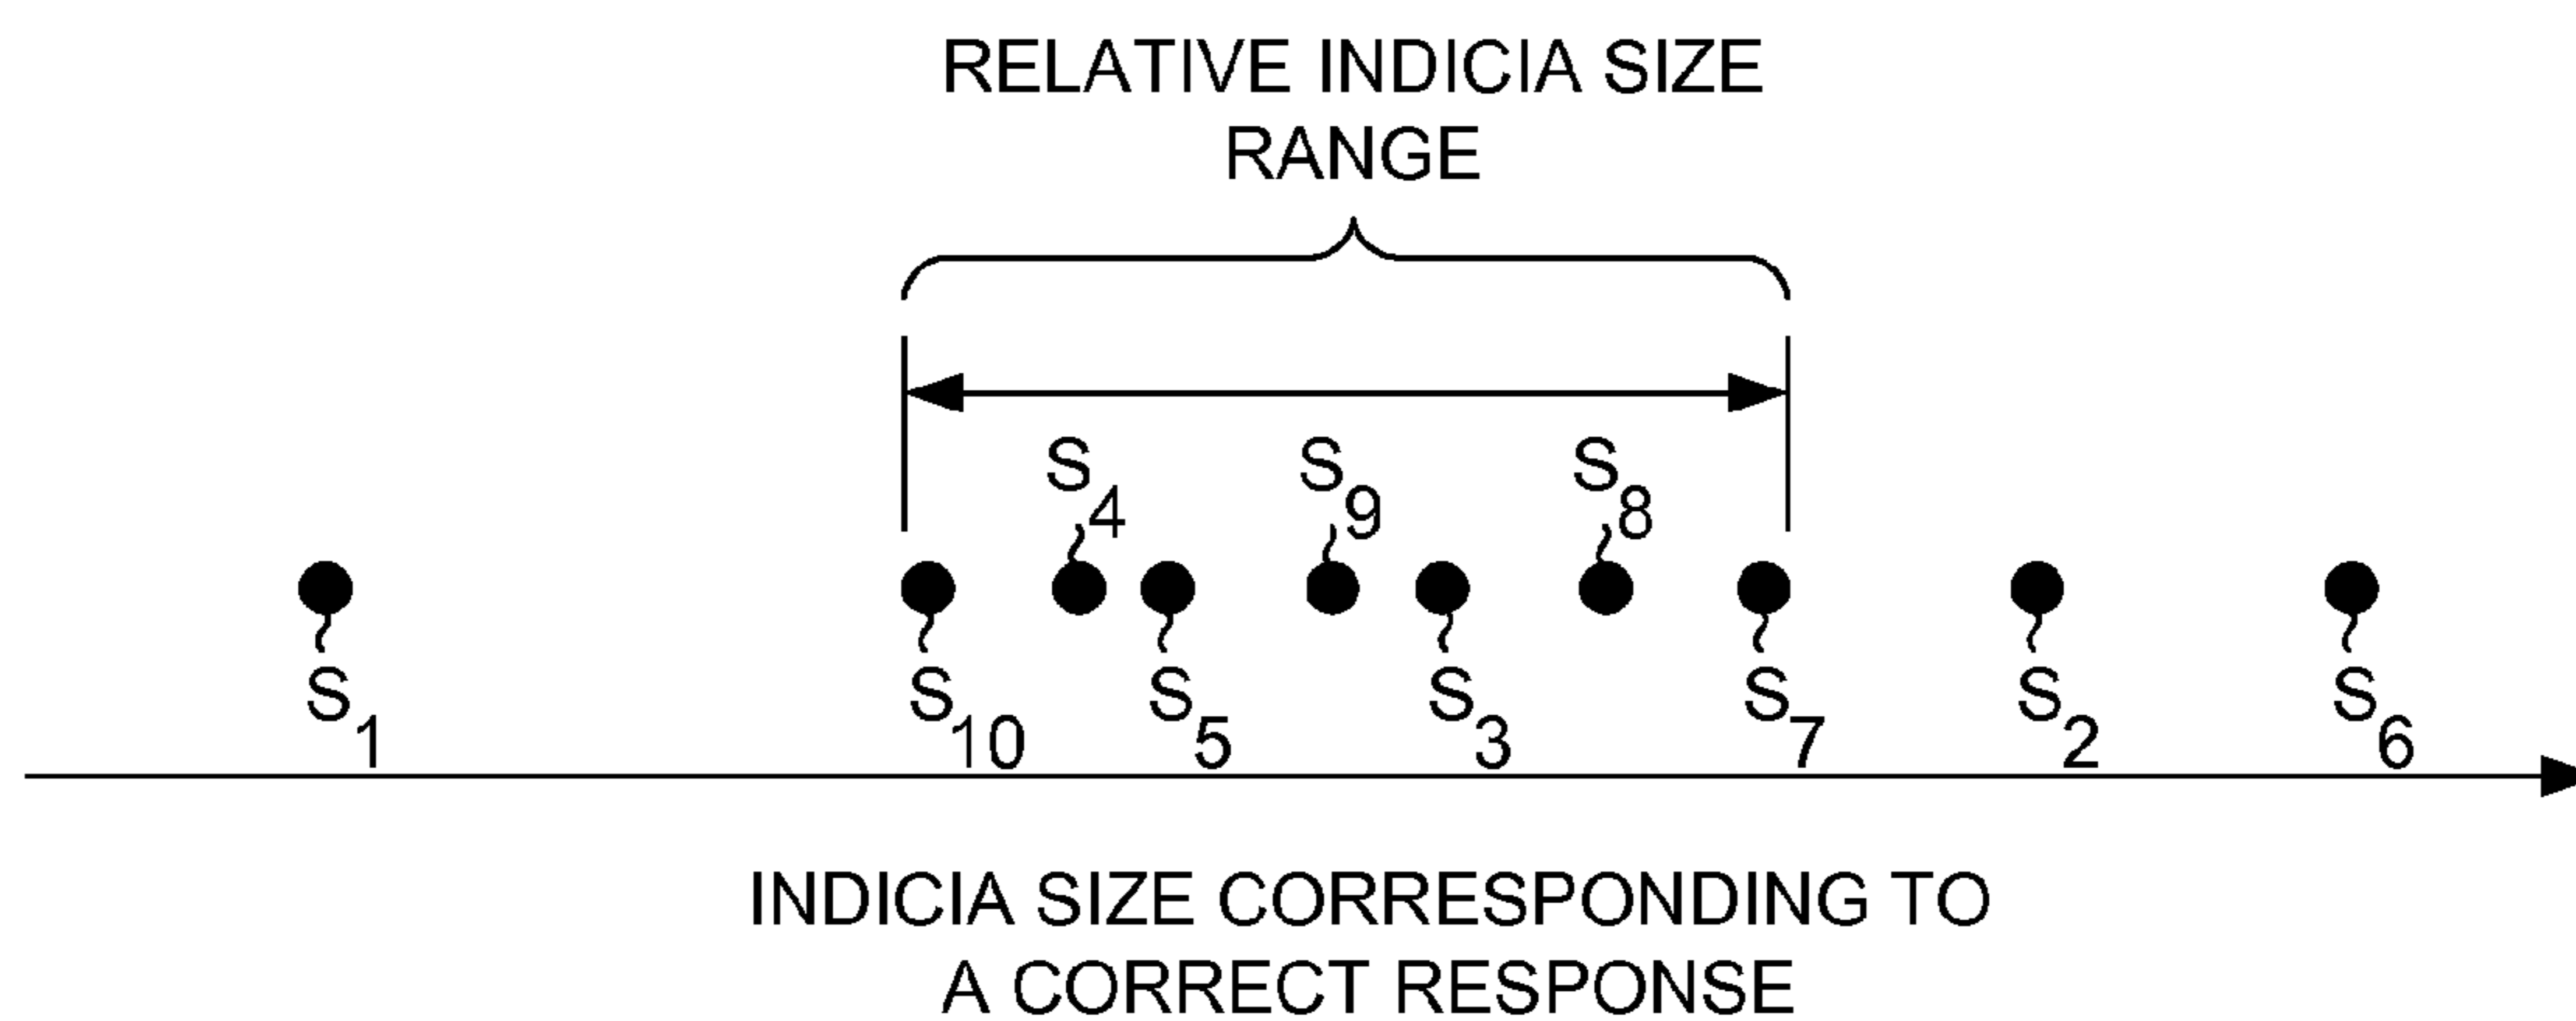 RELATIVE INDICIA SIZE
RANGE
S4 S9 S8
S1 S10 S5 S3 S7 S2 S6
INDICIA SIZE CORRESPONDING TO
A CORRECT RESPONSE